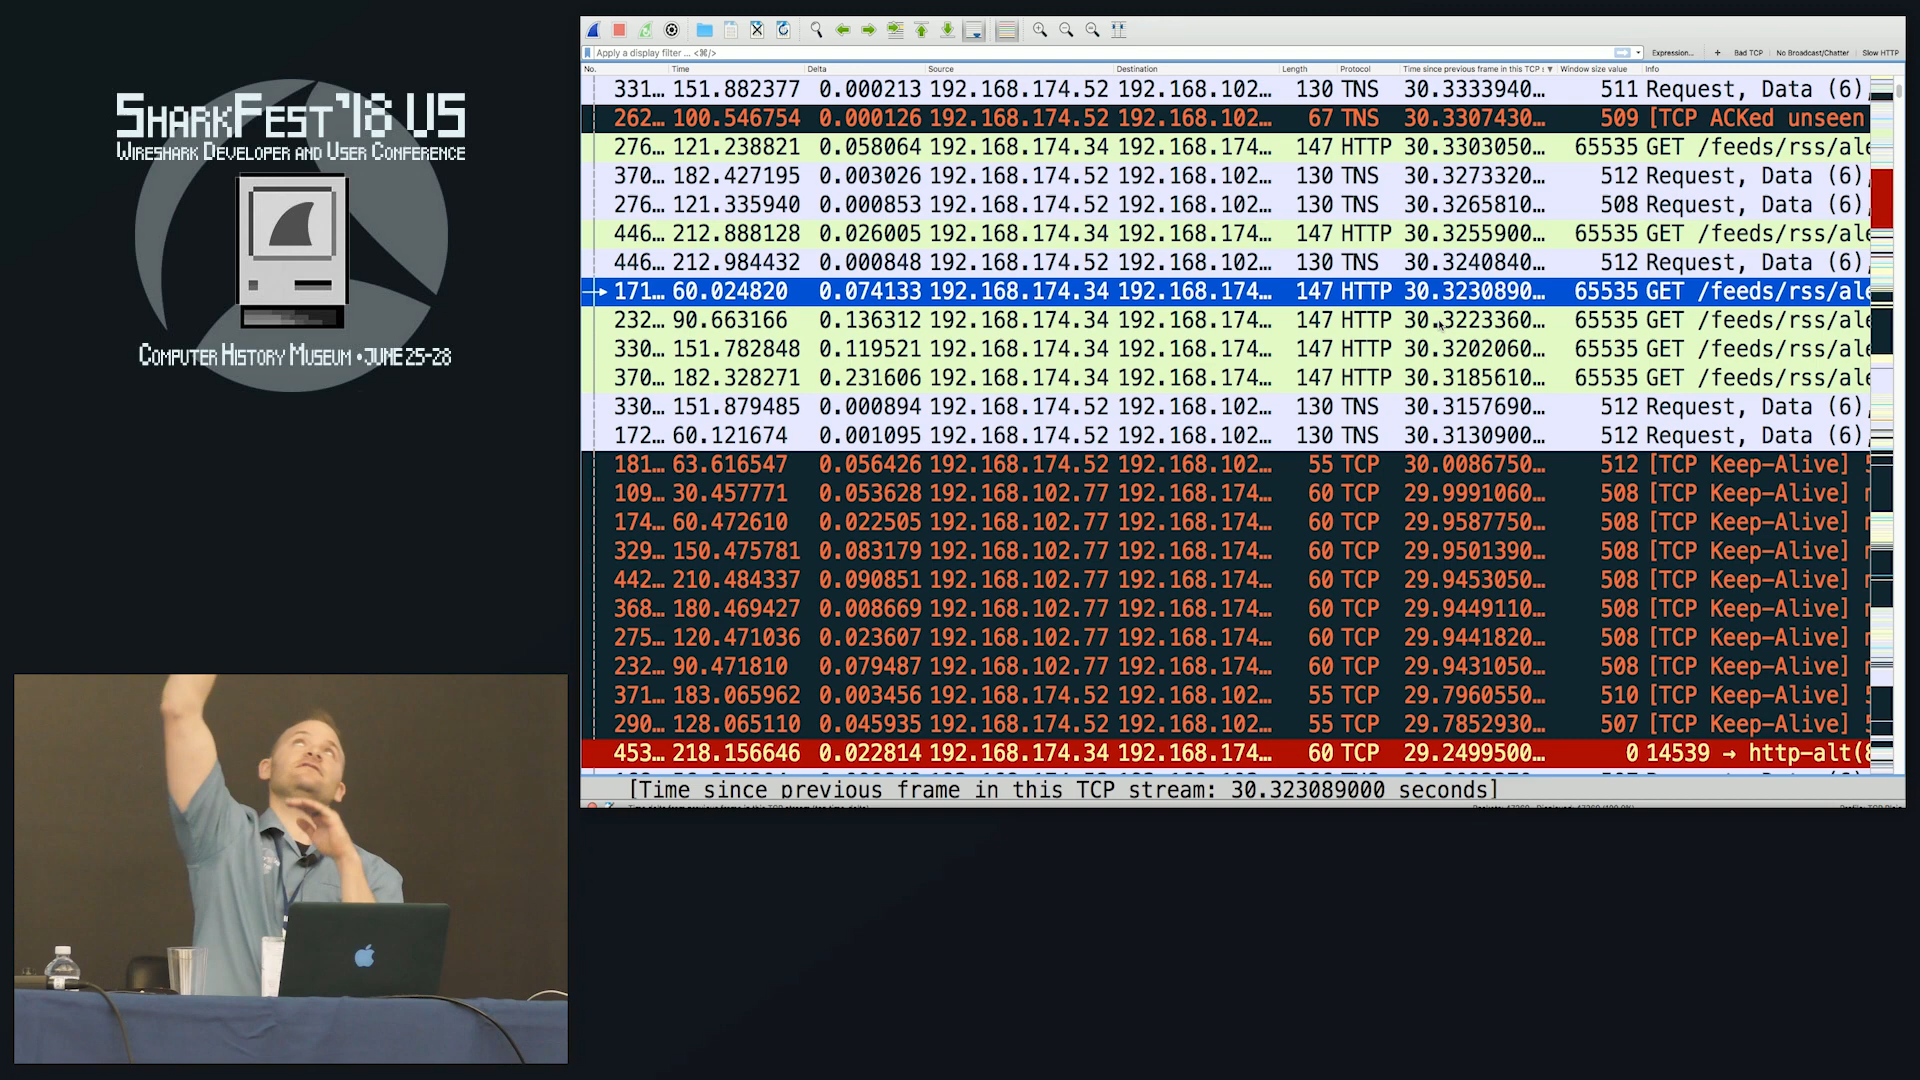 SHARKFEST '18 US
WIRESHARK DEVELOPER AND USER CONFERENCE
COMPUTER HISTORY MUSEUM • JUNE 25-28
Apply a display filter ... <⌘/>
Expression... + Bad TCP No Broadcast/Chatter Slow HTTP
No. Time Delta Source Destination Length Protocol Time since previous frame in this TCP Window size value Info
331… 151.882377 0.000213 192.168.174.52 192.168.102… 130 TNS 30.3333940… 511 Request, Data (6),
262… 100.546754 0.000126 192.168.174.52 192.168.102… 67 TNS 30.3307430… 509 [TCP ACKed unseen
276… 121.238821 0.058064 192.168.174.34 192.168.174… 147 HTTP 30.3303050… 65535 GET /feeds/rss/ale
370… 182.427195 0.003026 192.168.174.52 192.168.102… 130 TNS 30.3273320… 512 Request, Data (6),
276… 121.335940 0.000853 192.168.174.52 192.168.102… 130 TNS 30.3265810… 508 Request, Data (6),
446… 212.888128 0.026005 192.168.174.34 192.168.174… 147 HTTP 30.3255900… 65535 GET /feeds/rss/ale
446… 212.984432 0.000848 192.168.174.52 192.168.102… 130 TNS 30.3240840… 512 Request, Data (6),
171… 60.024820 0.074133 192.168.174.34 192.168.174… 147 HTTP 30.3230890… 65535 GET /feeds/rss/ale
232… 90.663166 0.136312 192.168.174.34 192.168.174… 147 HTTP 30.3223360… 65535 GET /feeds/rss/ale
330… 151.782848 0.119521 192.168.174.34 192.168.174… 147 HTTP 30.3202060… 65535 GET /feeds/rss/ale
370… 182.328271 0.231606 192.168.174.34 192.168.174… 147 HTTP 30.3185610… 65535 GET /feeds/rss/ale
330… 151.879485 0.000894 192.168.174.52 192.168.102… 130 TNS 30.3157690… 512 Request, Data (6),
172… 60.121674 0.001095 192.168.174.52 192.168.102… 130 TNS 30.3130900… 512 Request, Data (6),
181… 63.616547 0.056426 192.168.174.52 192.168.102… 55 TCP 30.0086750… 512 [TCP Keep-Alive] 5
109… 30.457771 0.053628 192.168.102.77 192.168.174… 60 TCP 29.9991060… 508 [TCP Keep-Alive]
174… 60.472610 0.022505 192.168.102.77 192.168.174… 60 TCP 29.9587750… 508 [TCP Keep-Alive]
329… 150.475781 0.083179 192.168.102.77 192.168.174… 60 TCP 29.9501390… 508 [TCP Keep-Alive]
442… 210.484337 0.090851 192.168.102.77 192.168.174… 60 TCP 29.9453050… 508 [TCP Keep-Alive]
368… 180.469427 0.008669 192.168.102.77 192.168.174… 60 TCP 29.9449110… 508 [TCP Keep-Alive]
275… 120.471036 0.023607 192.168.102.77 192.168.174… 60 TCP 29.9441820… 508 [TCP Keep-Alive]
232… 90.471810 0.079487 192.168.102.77 192.168.174… 60 TCP 29.9431050… 508 [TCP Keep-Alive]
371… 183.065962 0.003456 192.168.174.52 192.168.102… 55 TCP 29.7960550… 510 [TCP Keep-Alive] 5
290… 128.065110 0.045935 192.168.174.52 192.168.102… 55 TCP 29.7852930… 507 [TCP Keep-Alive] 5
453… 218.156646 0.022814 192.168.174.34 192.168.174… 60 TCP 29.2499500… 0 14539 → http-alt(8
[Time since previous frame in this TCP stream: 30.323089000 seconds]